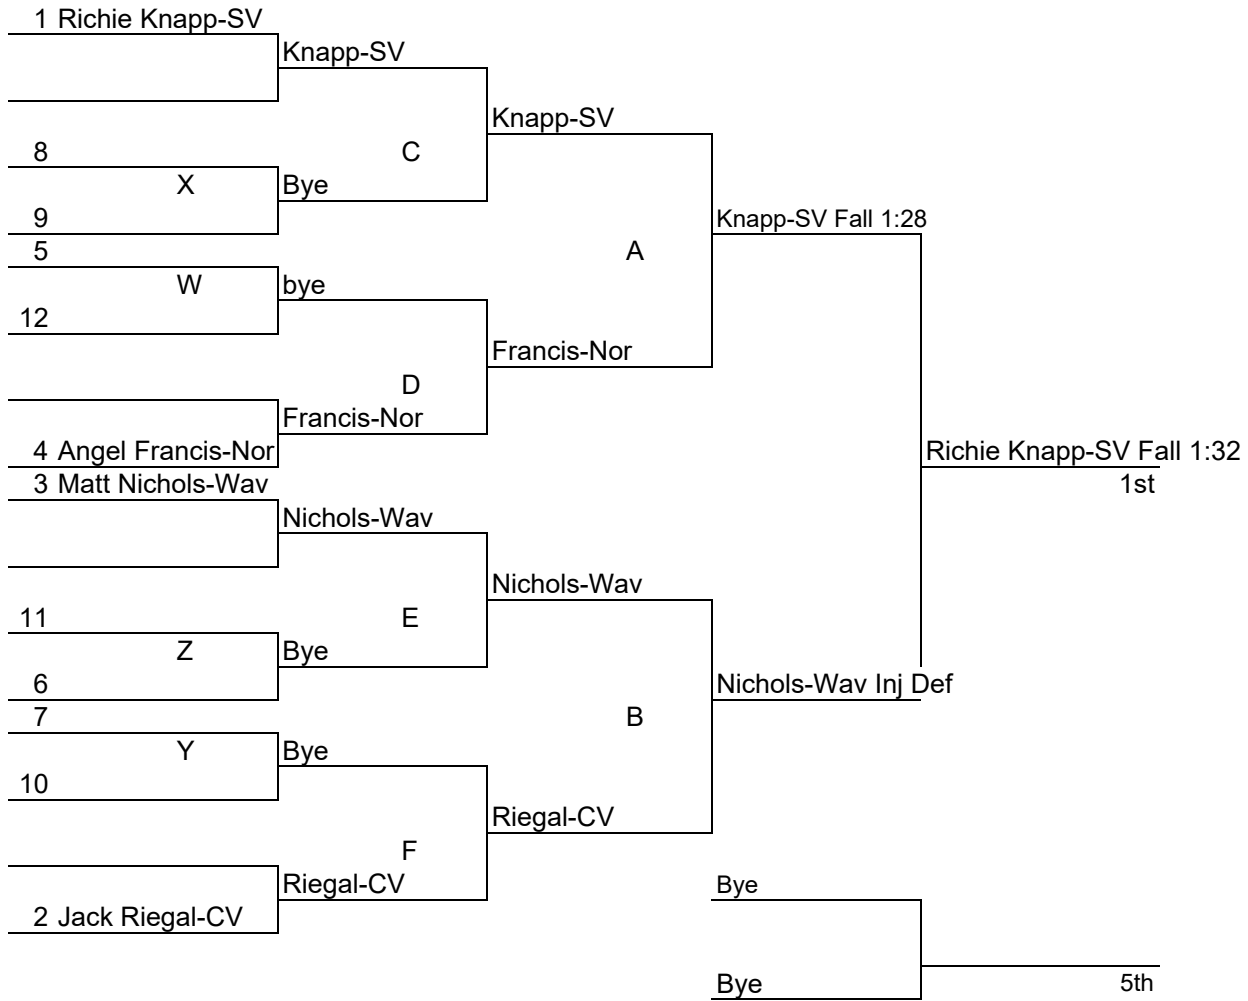 1 Richie Knapp-SV
Knapp-SV
Knapp-SV
8
C
X
Bye
9
Knapp-SV Fall 1:28
5
A
W
bye
12
Francis-Nor
D
Francis-Nor
4 Angel Francis-Nor
Richie Knapp-SV Fall 1:32
3 Matt Nichols-Wav
1st
Nichols-Wav
Nichols-Wav
11
E
Z
Bye
6
Nichols-Wav Inj Def
7
B
Y
Bye
10
Riegal-CV
F
Riegal-CV
Bye
2 Jack Riegal-CV
Bye
5th